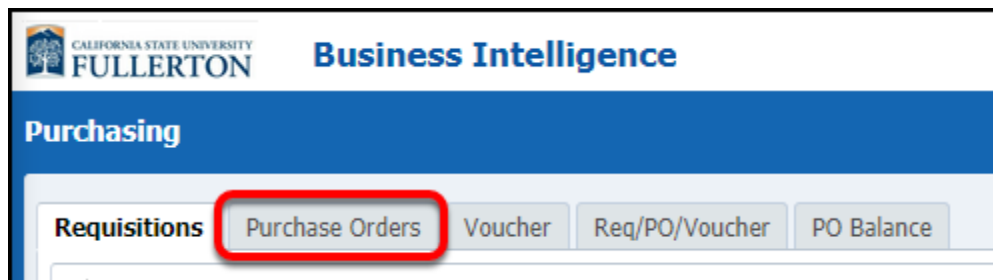 CALIFORNIA STATE UNIVERSITY
FULLERTON
Business Intelligence
Purchasing
Requisitions Purchase Orders Voucher Req/PO/Voucher PO Balance